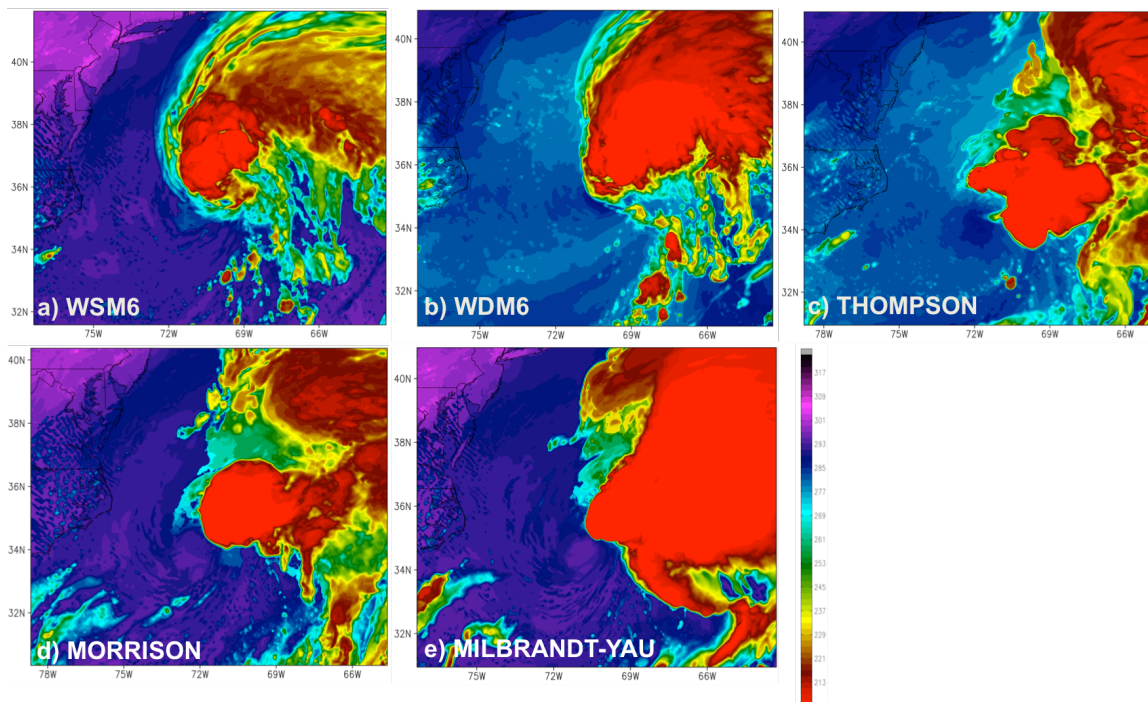 40N
38N
36N
34N
32N
75W 72W 69W 66W
a) WSM6
40N
38N
36N
34N
32N
75W 72W 69W 66W
b) WDM6
40N
38N
36N
34N
32N
78W 75W 72W 69W 66W
c) THOMPSON
40N
38N
36N
34N
32N
78W 75W 72W 69W 66W
d) MORRISON
40N
38N
36N
34N
32N
31N
75W 72W 69W 66W
e) MILBRANDT-YAU
317
309
301
293
285
277
269
261
253
245
237
229
221
213